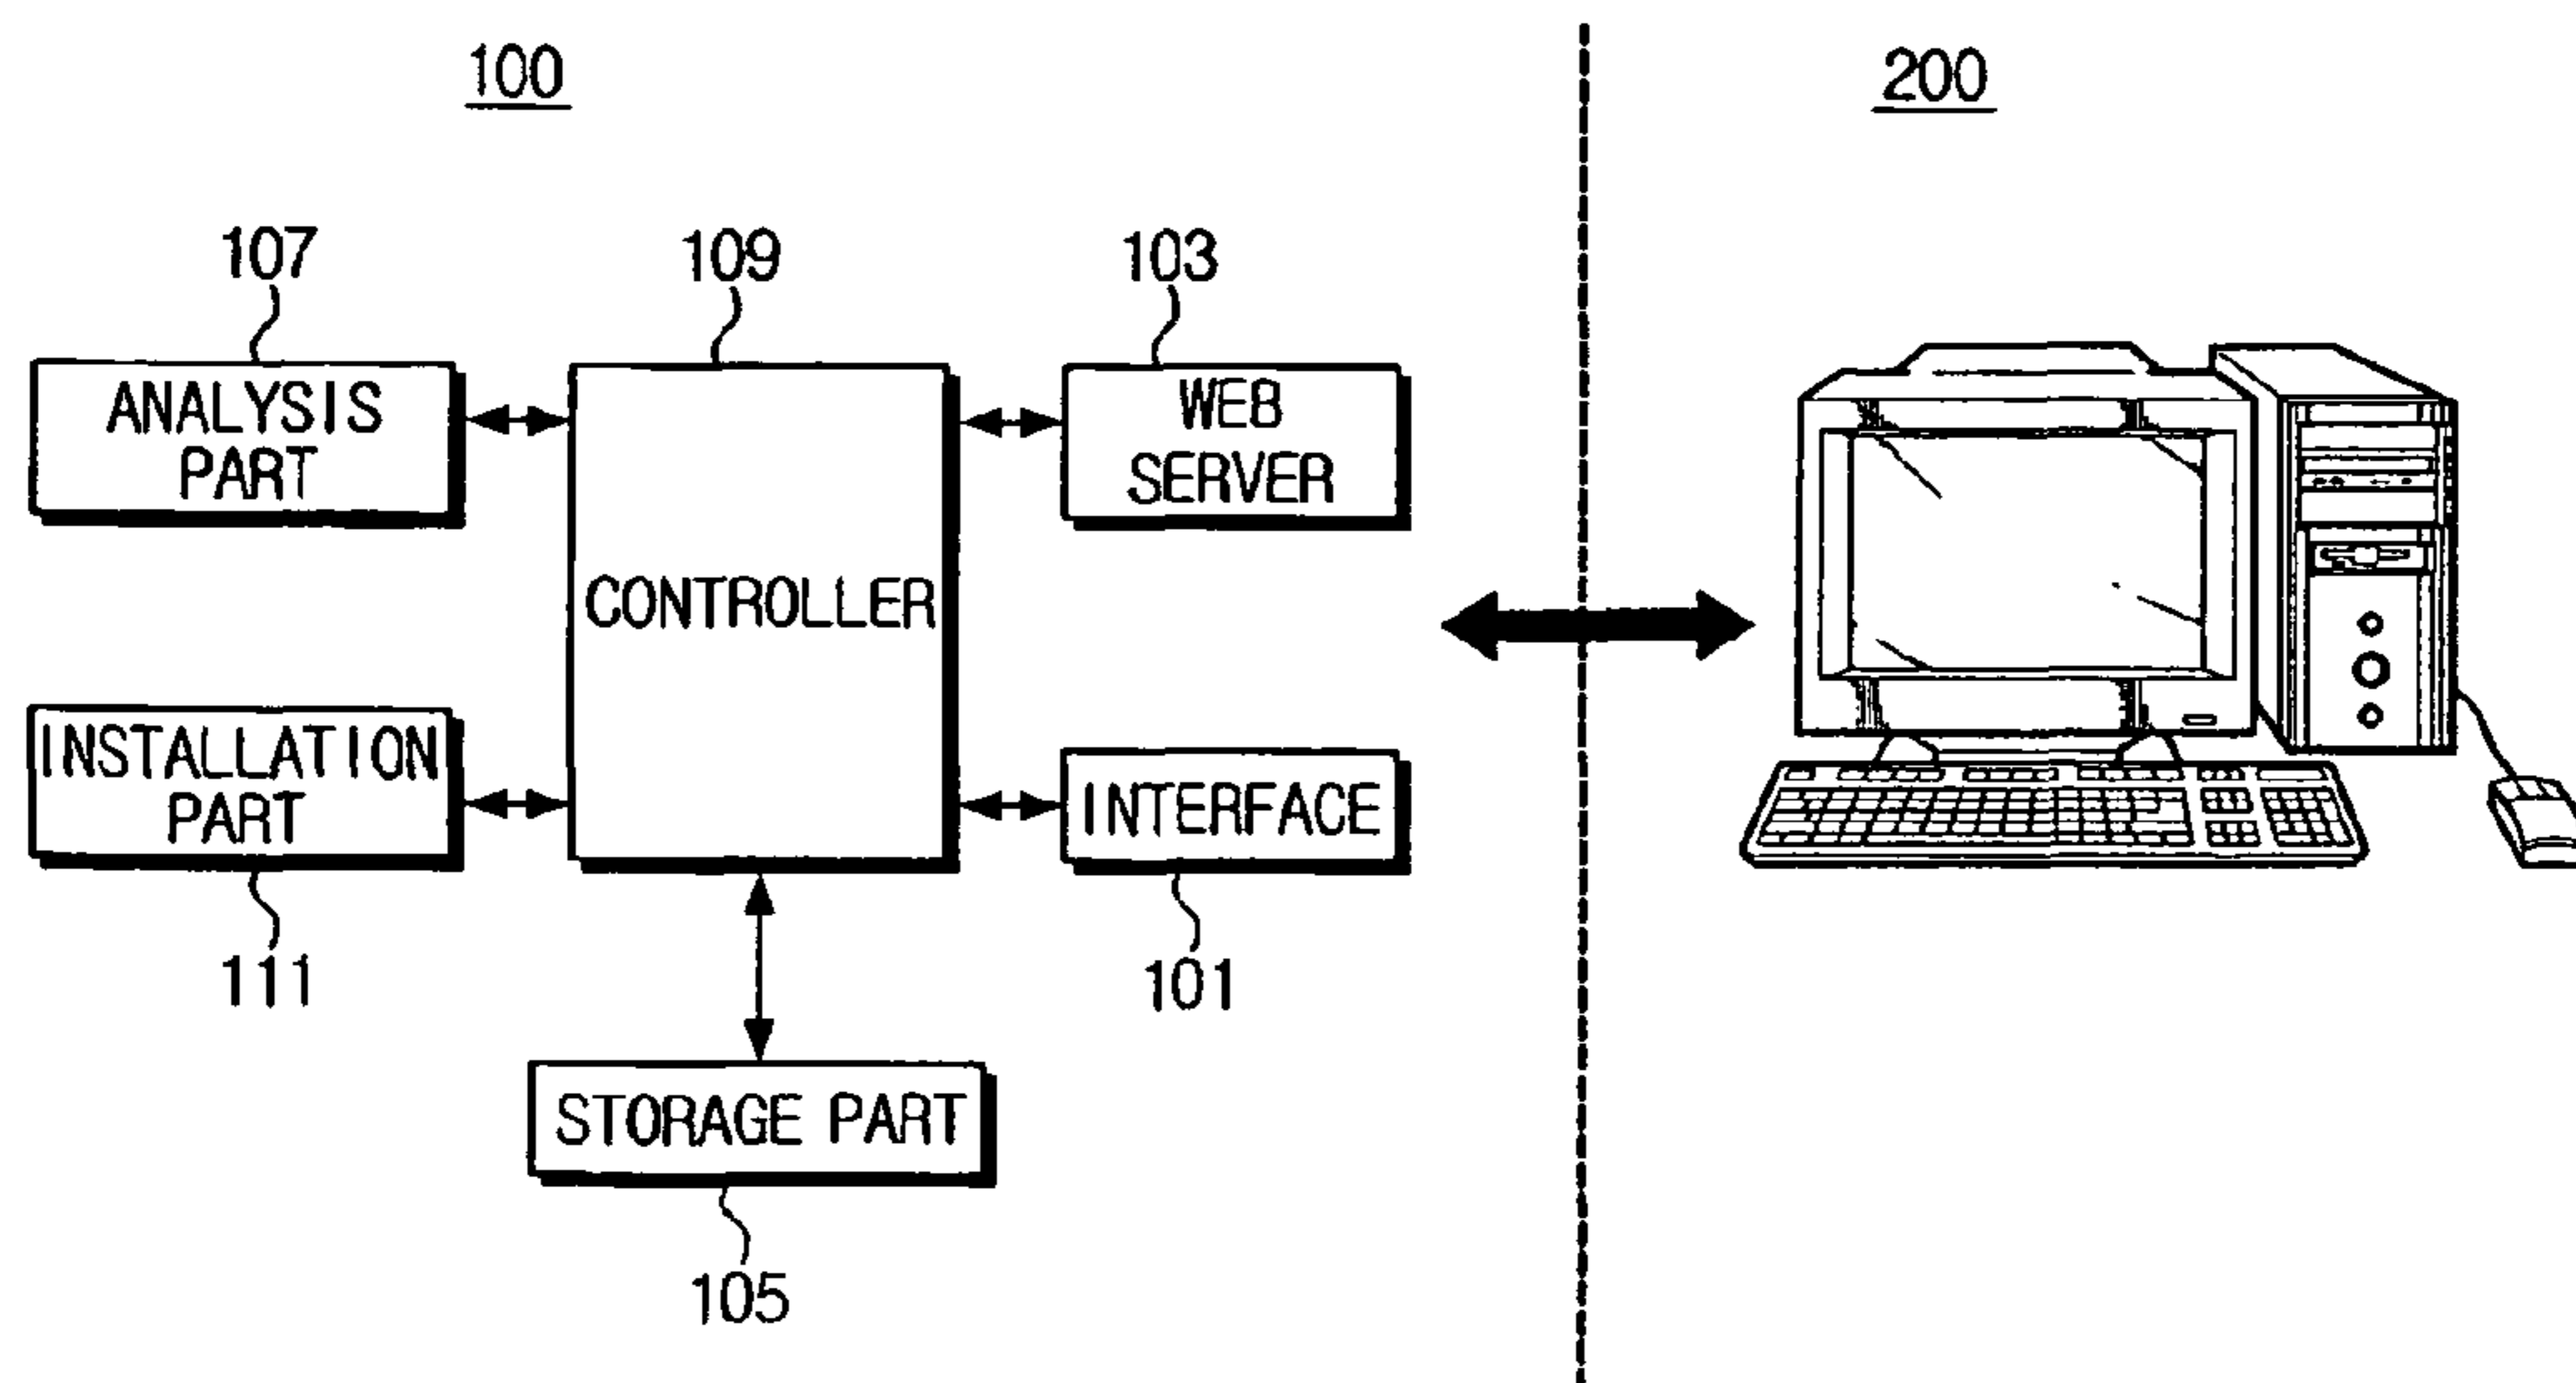 100
200
107
109
103
ANALYSIS
PART
CONTROLLER
WEB
SERVER
INSTALLATION
PART
INTERFACE
111
101
STORAGE PART
105